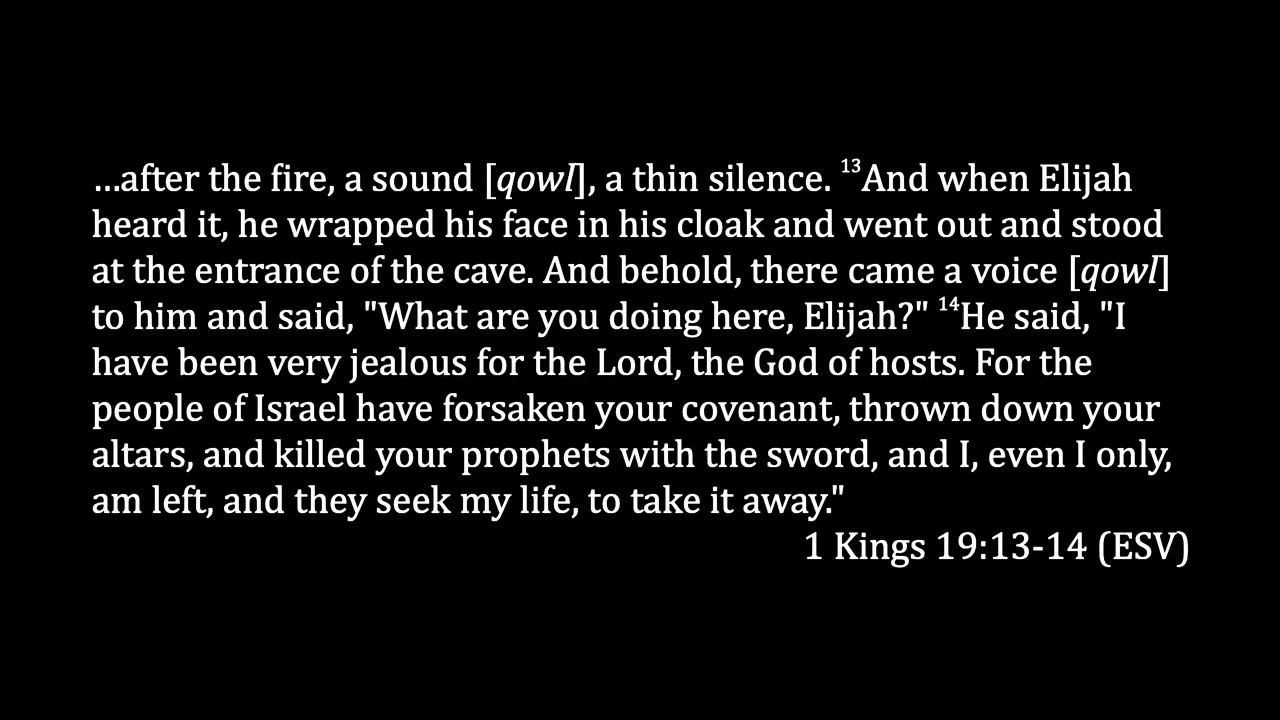 …after the fire, a sound [qowl], a thin silence. ¹³And when Elijah
heard it, he wrapped his face in his cloak and went out and stood
at the entrance of the cave. And behold, there came a voice [qowl]
to him and said, "What are you doing here, Elijah?" ¹⁴He said, "I
have been very jealous for the Lord, the God of hosts. For the
people of Israel have forsaken your covenant, thrown down your
altars, and killed your prophets with the sword, and I, even I only,
am left, and they seek my life, to take it away."
1 Kings 19:13-14 (ESV)